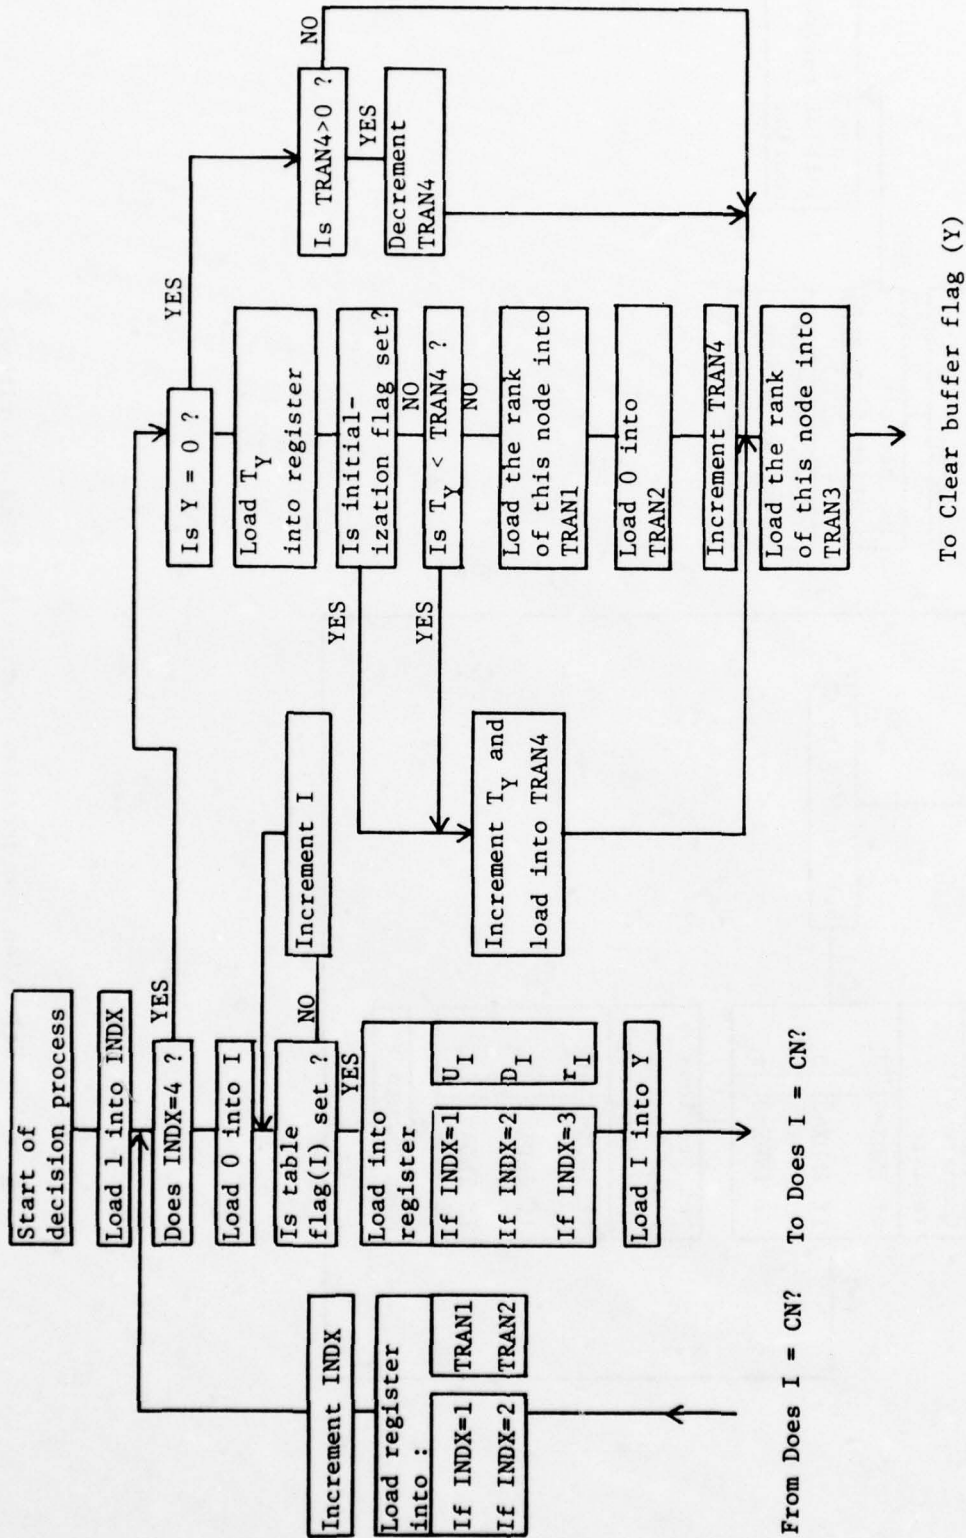 Start of
decision process
Load 1 into INDX
Does INDX=4 ?
YES
Load 0 into I
Is table
flag(I) set ?
NO
Increment I
YES
Load into
register
If INDX=1 U_I
If INDX=2 D_I
If INDX=3 r_I
Load I into Y
To Does I = CN?
Increment INDX
Load register
into :
If INDX=1 TRAN1
If INDX=2 TRAN2
From Does I = CN?
Is Y = 0 ?
YES
Load T_Y
into register
Is initial-
ization flag set?
YES
NO
Is T_Y < TRAN4 ?
YES
NO
Increment T_Y and
load into TRAN4
Load the rank
of this node into
TRAN1
Load 0 into
TRAN2
Increment TRAN4
Load the rank
of this node into
TRAN3
To Clear buffer flag (Y)
Is TRAN4>0 ?
NO
YES
Decrement
TRAN4